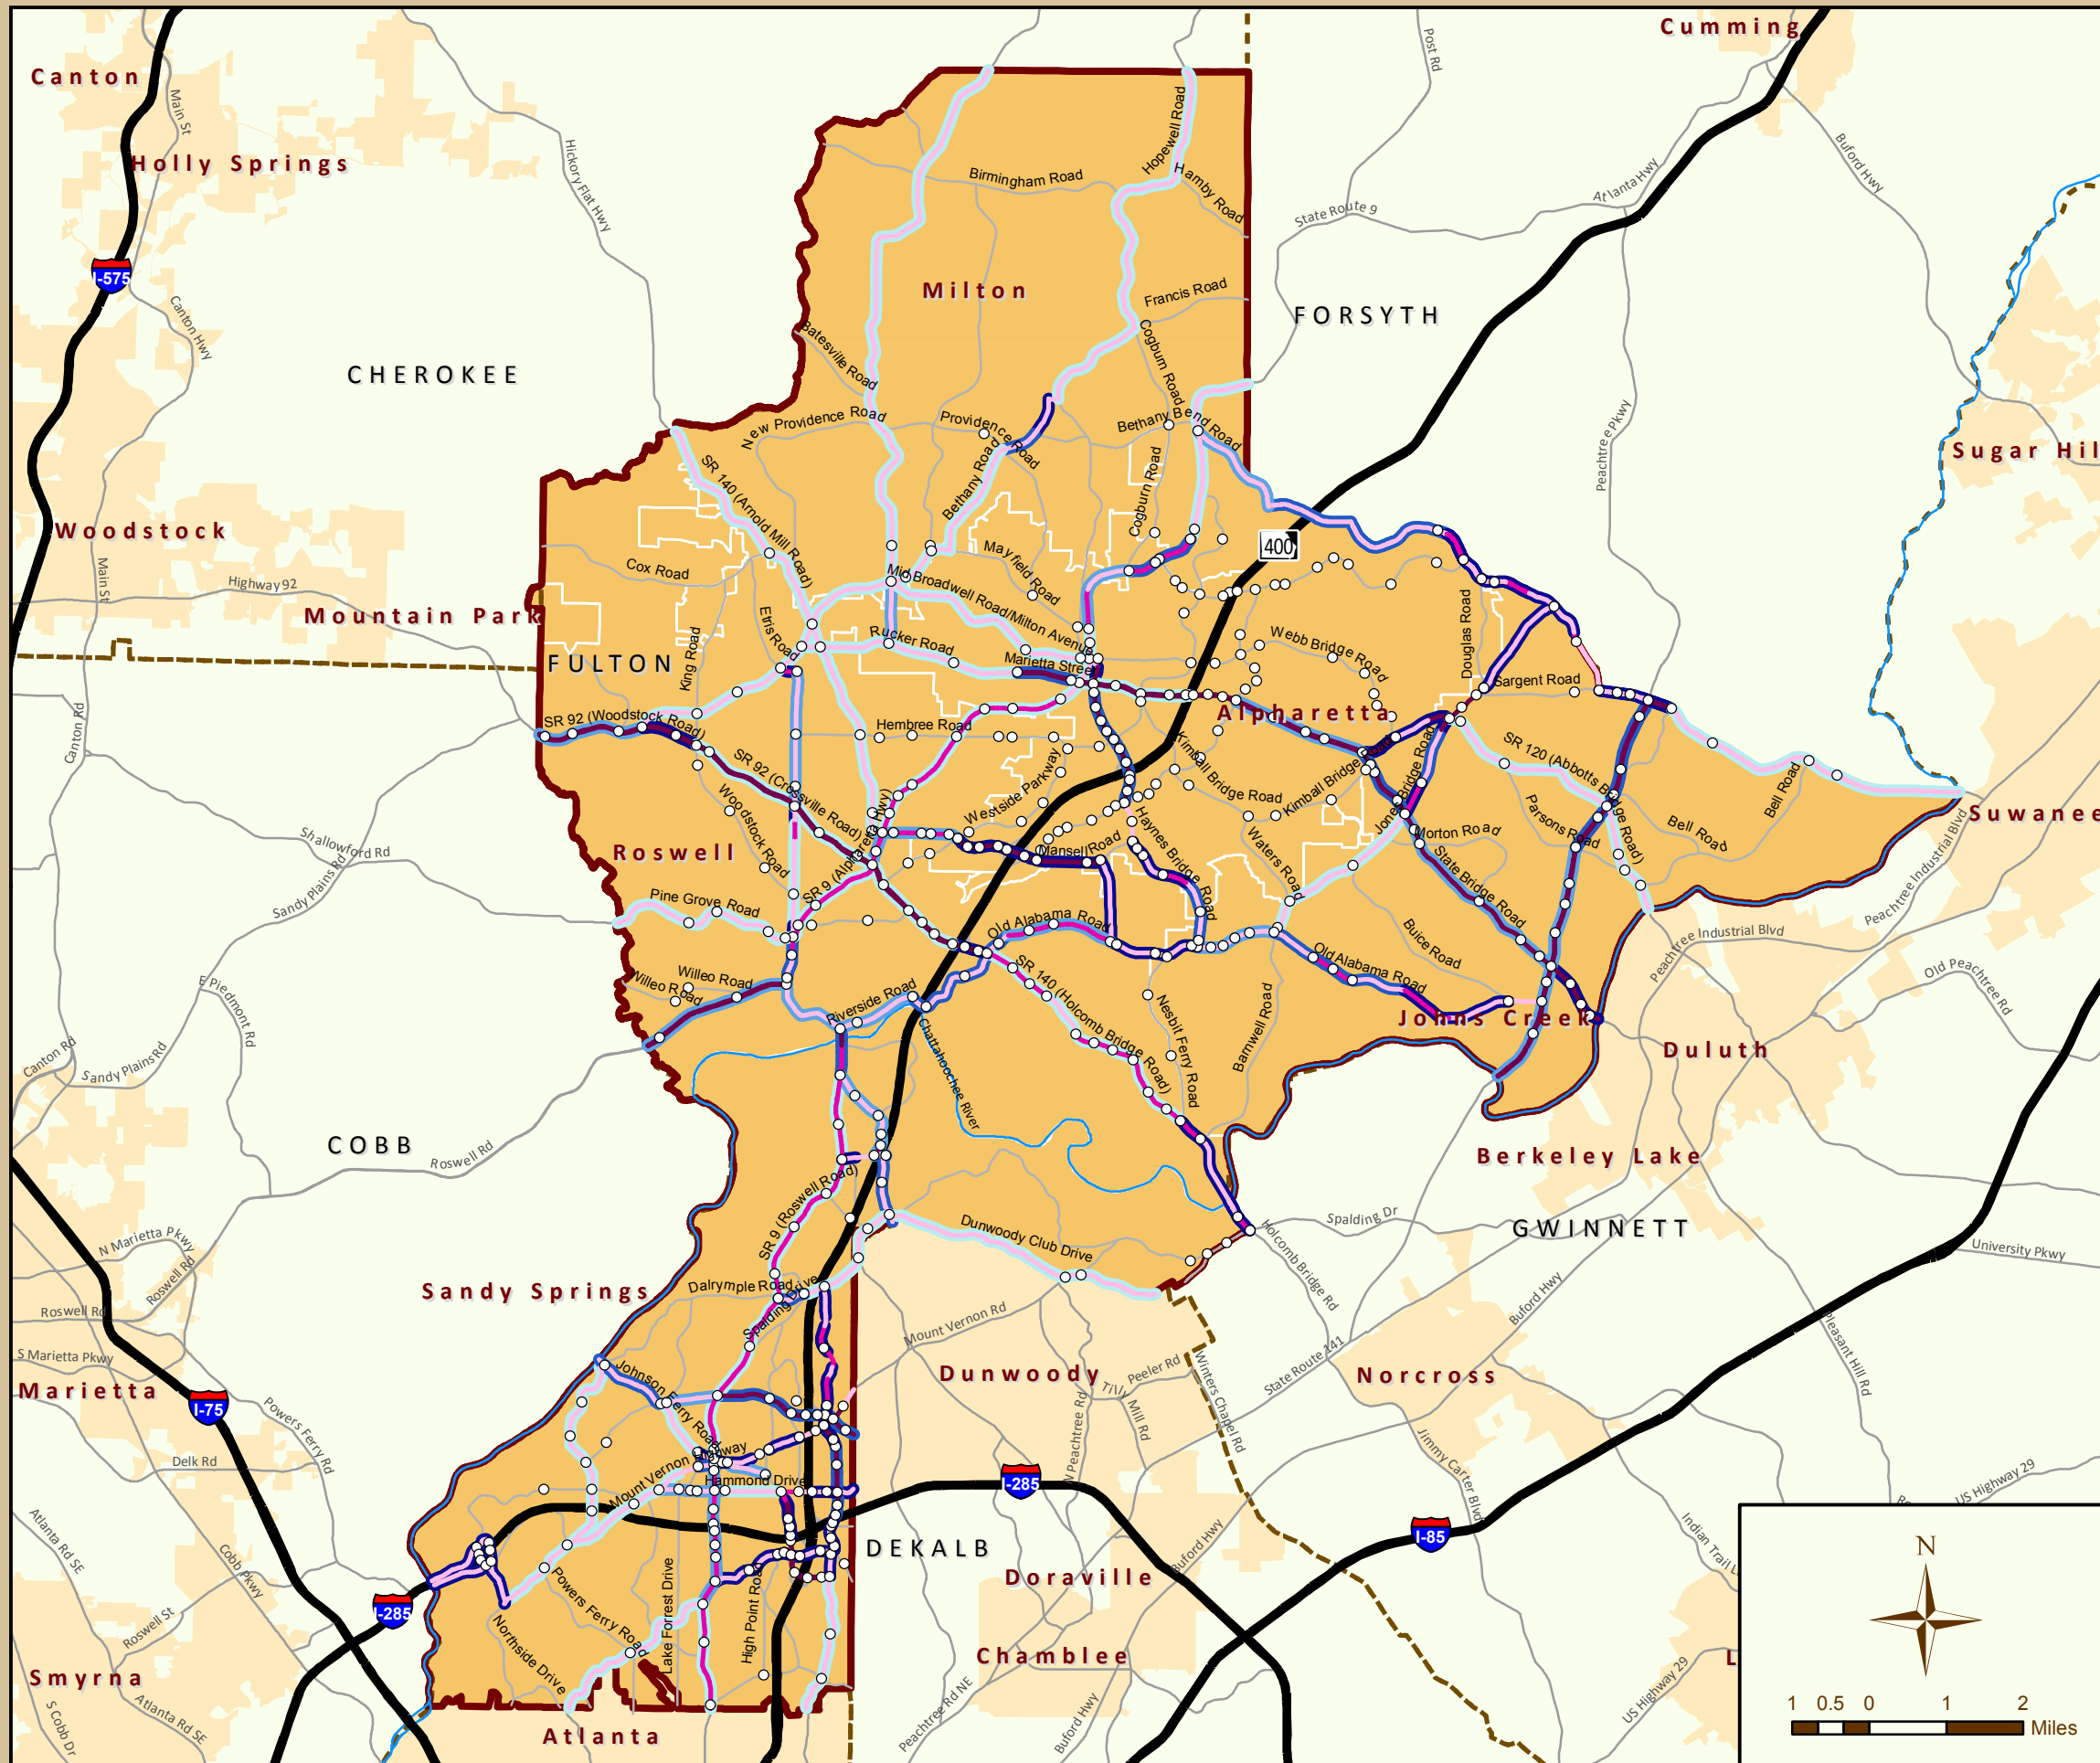 Cumming
Canton
Main St
Post Rd
Holly Springs
Hickory Flat Hwy
Hopewell Road
Birmingham Road
Hamby Road
Atlanta Hwy
Buford Hwy
State Route 9
I-575
Canton Hwy
Milton
Francis Road
FORSYTH
Batesville Road
Cogburn Road
CHEROKEE
New Providence Road
Providence Road
Bethany Bend Road
Peachtree Pkwy
Sugar Hil
SR 140 (Arnold Mill Road)
Bethany Road
Cogburn Road
Woodstock
Main St
Highway 92
Cox Road
Mayfield Road
400
Mountain Park
Mid Broadwell Road/Milton Avenue
Etris Road
King Road
Rucker Road
Webb Bridge Road
Douglas Road
FULTON
Marietta Stree
Sargent Road
Canton Rd
SR 92 (Woodstock Road)
Hembree Road
Alpharetta
SR 92 (Crossville Road)
Kimball Bridge Road
Kimball Bridge Road
Jones Bridge Road
SR 120 (Abbotts Bridge Road)
Bell Road
Westside Parkway
Woodstock Road
Suwanee
Shallowford Rd
Roswell
SR 9 (Alpharetta Hwy)
Mansell Road
Haynes Bridge Road
Waters Road
Morton Road
Parsons Road
Bell Road
State Bridge Road
Sandy Plains Rd
Pine Grove Road
Old Alabama Road
Peachtree Industrial Blvd
Peachtree Industrial Blvd
Buice Road
Old Alabama Road
E Piedmont Rd
Willeo Road
Willeo Road
Riverside Road
SR 140 (Holcomb Bridge Road)
Old Peachtree Rd
Nesbit Ferry Road
Barnwell Road
Johns Creek
Chattahoochee River
Canton Rd
Sandy Plains Rd
Duluth
COBB
Roswell Rd
Berkeley Lake
SR 9 (Roswell Road)
Dunwoody Club Drive
Spalding Dr
GWINNETT
N Marietta Pkwy
Roswell Rd
Holcomb Bridge Rd
University Pkwy
Sandy Springs
Dalrymple Road
Spalding Drive
Roswell Rd
Mount Vernon Rd
Buford Hwy
Pleasant Hill Rd
S Marietta Pkwy
Marietta
Johnson Ferry Road
Dunwoody
Peeler Rd
State Route 141
Norcross
I-75
Powers Ferry Rd
Tilly Mill Rd
Winters Chapel Rd
N Peachtree Rd
Jimmy Carter Blvd
Delk Rd
Mount Vernon Highway
Hammond Drive
I-285
US Highway 29
Atlanta Rd SE
Cobb Pkwy
DEKALB
Buford Hwy
I-85
Indian Trail L
N
Doraville
I-285
Roswell St
Powers Ferry Road
Lake Forrest Drive
High Point Road
Northside Drive
Smyrna
Chamblee
L
US Highway 29
S Cobb Dr
Atlanta Rd SE
Peachtree Rd NE
Buford Hwy
Atlanta
1 0.5 0 1 2
Miles